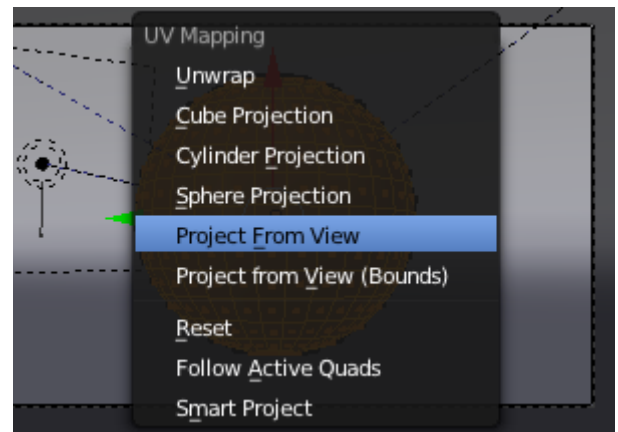 UV Mapping
Unwrap
Cube Projection
Cylinder Projection
Sphere Projection
Project From View
Project from View (Bounds)
Reset
Follow Active Quads
Smart Project